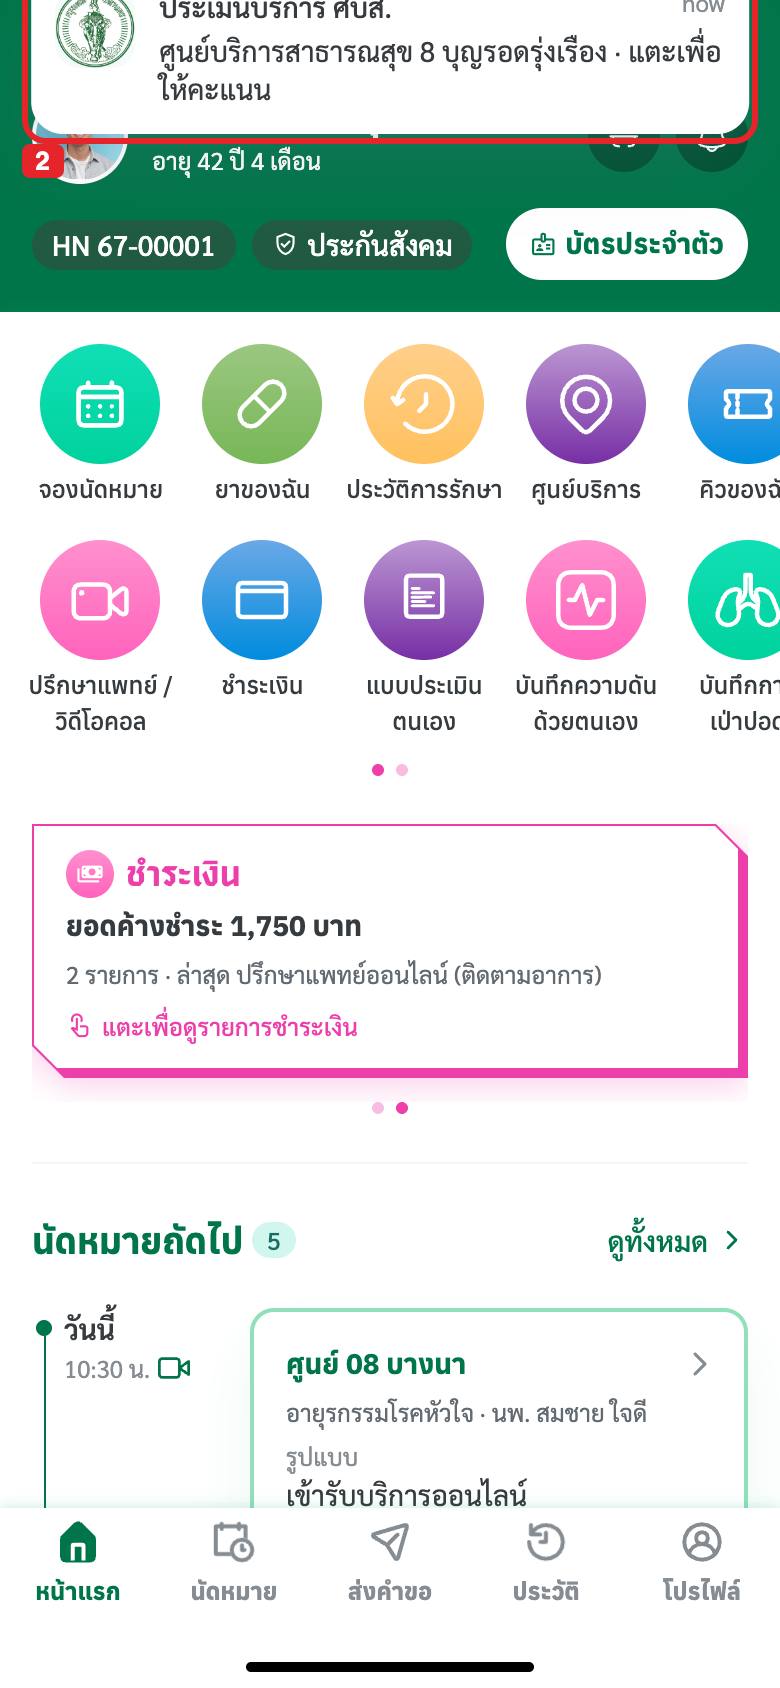 ประเมินบริการ ศบส.
now
ศูนย์บริการสาธารณสุข 8 บุญรอดรุ่งเรือง · แตะเพื่อ
ให้คะแนน
2
อายุ 42 ปี 4 เดือน
HN 67-00001
ประกันสังคม
บัตรประจำตัว
จองนัดหมาย
ยาของฉัน
ประวัติการรักษา
ศูนย์บริการ
คิวของฉ
ปรึกษาแพทย์ /
วิดีโอคอล
ชำระเงิน
แบบประเมิน
ตนเอง
บันทึกความดัน
ด้วยตนเอง
บันทึกกา
เป่าปอด
ชำระเงิน
ยอดค้างชำระ 1,750 บาท
2 รายการ · ล่าสุด ปรึกษาแพทย์ออนไลน์ (ติดตามอาการ)
แตะเพื่อดูรายการชำระเงิน
นัดหมายถัดไป 5
ดูทั้งหมด
วันนี้
10:30 น.
ศูนย์ 08 บางนา
อายุรกรรมโรคหัวใจ · นพ. สมชาย ใจดี
รูปแบบ
เข้ารับบริการออนไลน์
หน้าแรก
นัดหมาย
ส่งคำขอ
ประวัติ
โปรไฟล์